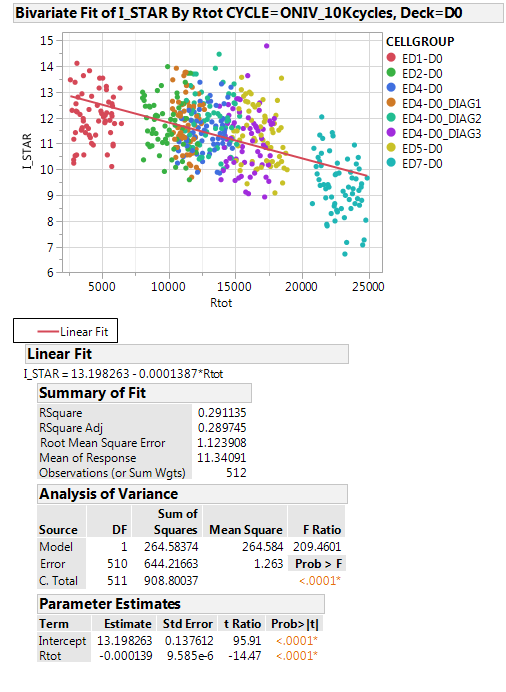 Bivariate Fit of I_STAR By Rtot CYCLE=ONIV_10Kcycles, Deck=D0
15
14
13
12
11
10
9
8
7
6
I_STAR
5000 10000 15000 20000 25000
Rtot
CELLGROUP
ED1-D0
ED2-D0
ED4-D0
ED4-D0_DIAG1
ED4-D0_DIAG2
ED4-D0_DIAG3
ED5-D0
ED7-D0
Linear Fit
Linear Fit
I_STAR = 13.198263 - 0.0001387*Rtot
Summary of Fit
RSquare 0.291135
RSquare Adj 0.289745
Root Mean Square Error 1.123908
Mean of Response 11.34091
Observations (or Sum Wgts) 512
Analysis of Variance
Sum of
Source DF Squares Mean Square F Ratio
Model 1 264.58374 264.584 209.4601
Error 510 644.21663 1.263 Prob > F
C. Total 511 908.80037 <.0001*
Parameter Estimates
Term Estimate Std Error t Ratio Prob>|t|
Intercept 13.198263 0.137612 95.91 <.0001*
Rtot -0.000139 9.585e-6 -14.47 <.0001*